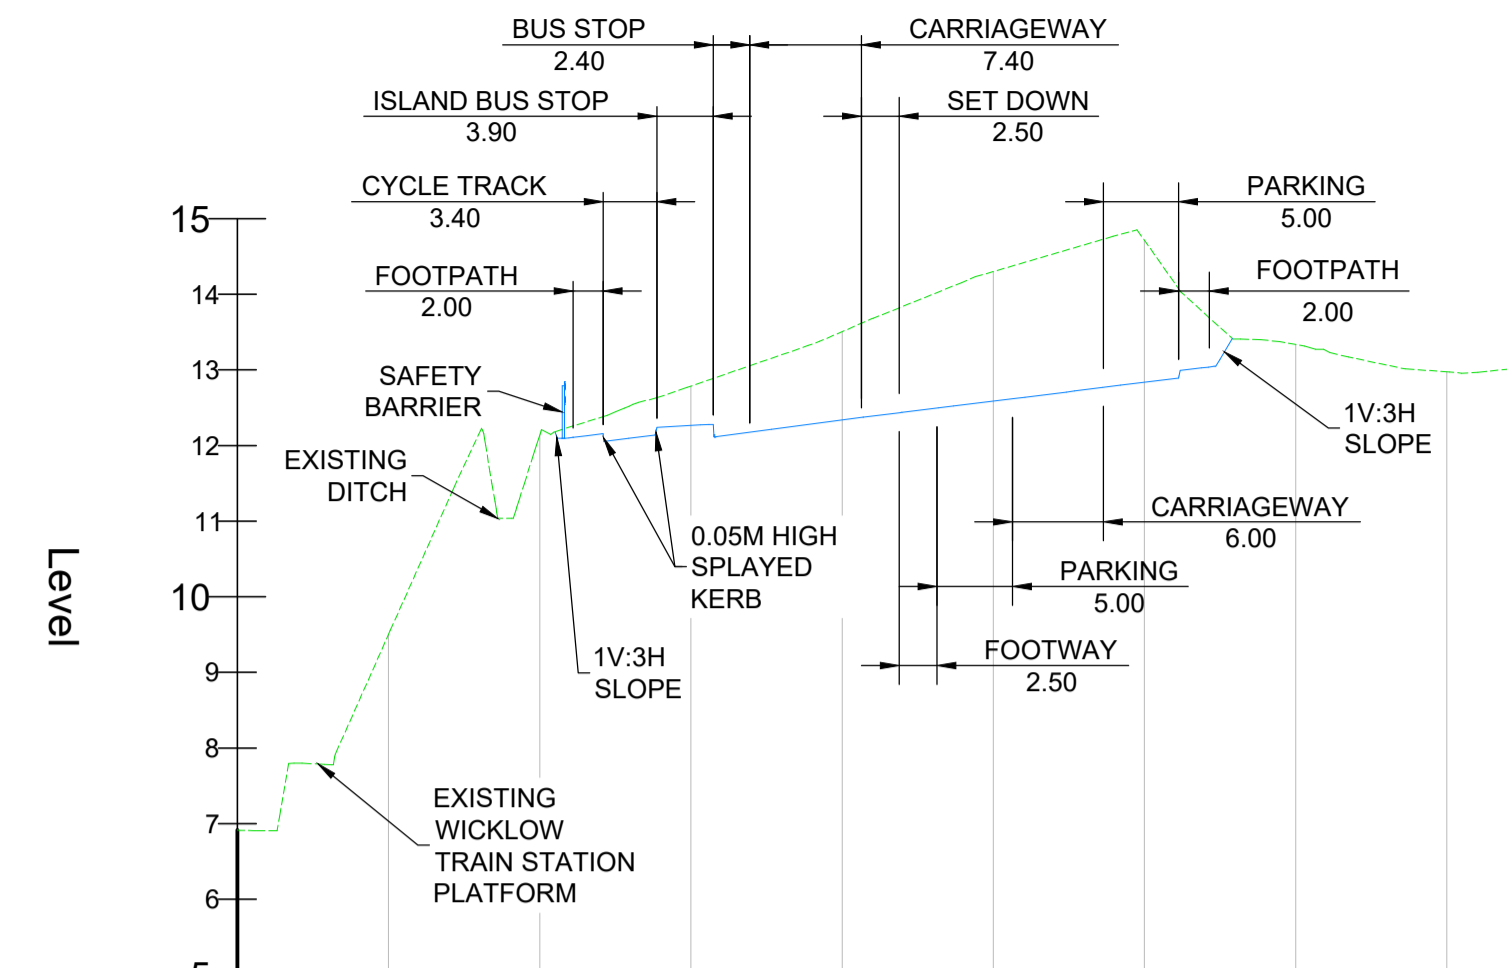 BUS STOP
2.40
CARRIAGEWAY
7.40
ISLAND BUS STOP
3.90
SET DOWN
2.50
CYCLE TRACK
3.40
PARKING
5.00
15
FOOTPATH
2.00
FOOTPATH
2.00
14
13
SAFETY
BARRIER
12
1V:3H
SLOPE
EXISTING
DITCH
11
CARRIAGEWAY
6.00
0.05M HIGH
SPLAYED
KERB
PARKING
5.00
Level
10
FOOTWAY
2.50
1V:3H
SLOPE
9
8
EXISTING
WICKLOW
TRAIN STATION
PLATFORM
7
6